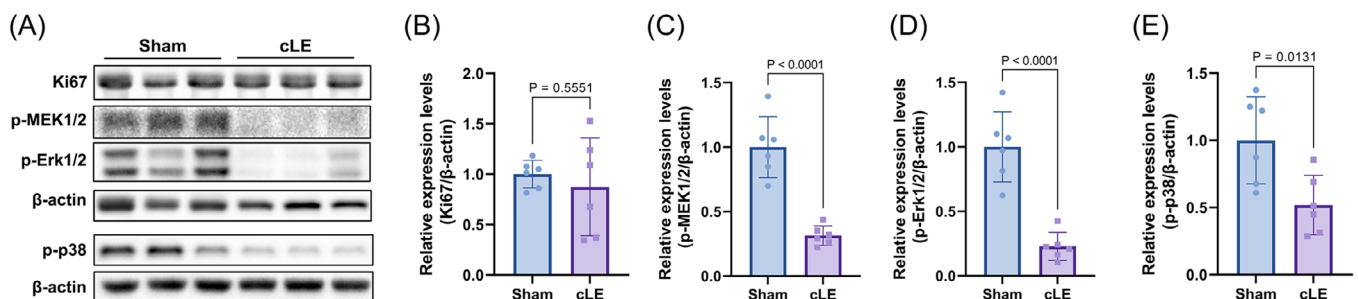 (A)
Sham cLE
Ki67
p-MEK1/2
p-Erk1/2
β-actin
p-p38
β-actin
(B)
Relative expression levels
(Ki67/β-actin)
2.0
1.5
1.0
0.5
0.0
P = 0.5551
Sham cLE
(C)
Relative expression levels
(p-MEK1/2/β-actin)
1.5
1.0
0.5
0.0
P < 0.0001
Sham cLE
(D)
Relative expression levels
(p-Erk1/2/β-actin)
1.5
1.0
0.5
0.0
P < 0.0001
Sham cLE
(E)
Relative expression levels
(p-p38/β-actin)
1.5
1.0
0.5
0.0
P = 0.0131
Sham cLE